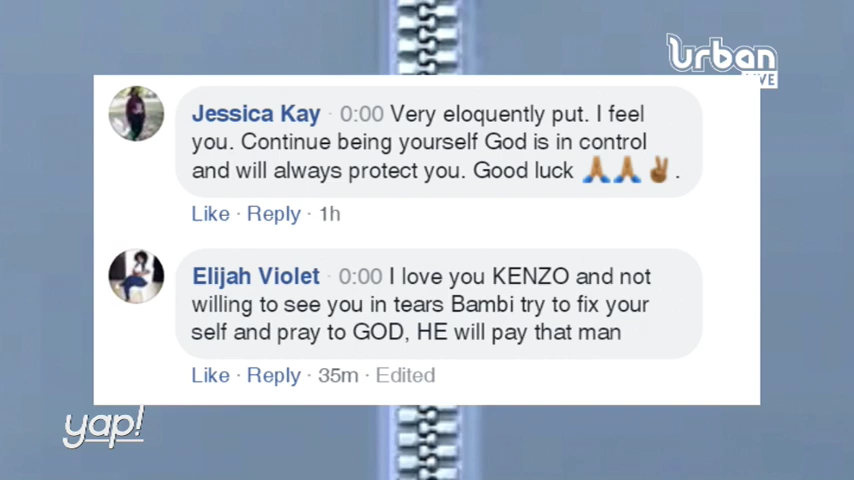 urban
LIVE
Jessica Kay · 0:00 Very eloquently put. I feel
you. Continue being yourself God is in control
and will always protect you. Good luck 🙏🙏✌.
Like · Reply · 1h
Elijah Violet · 0:00 I love you KENZO and not
willing to see you in tears Bambi try to fix your
self and pray to GOD, HE will pay that man
Like · Reply · 35m · Edited
yap!